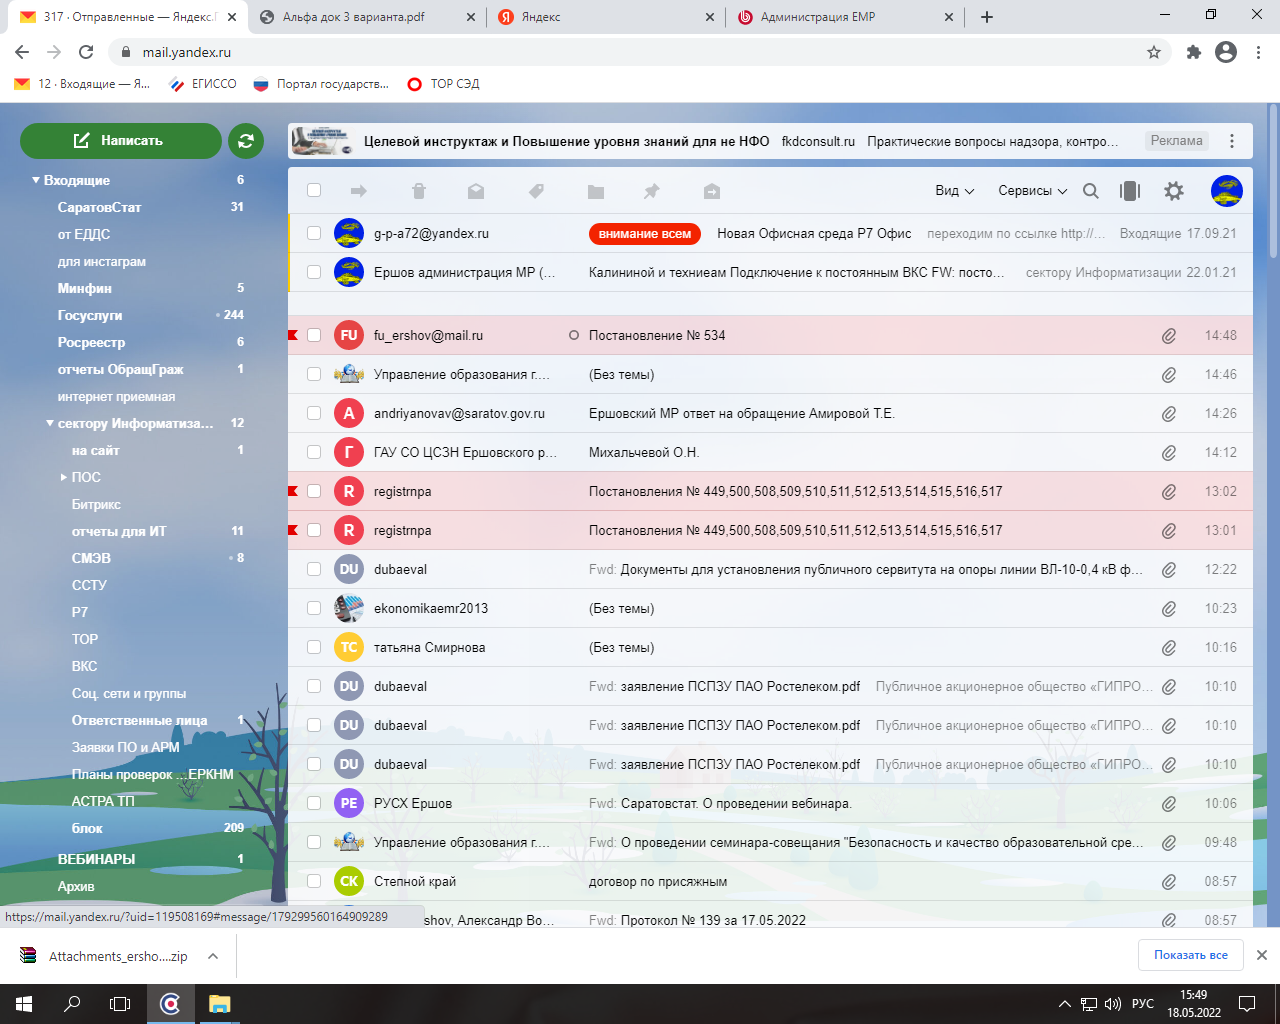 317 · Отправленные — Яндекс.П
Альфа док 3 варианта.pdf
Яндекс
Администрация ЕМР
mail.yandex.ru
12 · Входящие — Я...
ЕГИССО
Портал государств...
ТОР СЭД
Написать
Целевой инструктаж и Повышение уровня знаний для не НФО fkdconsult.ru Практические вопросы надзора, контро... Реклама
Вид Сервисы
Входящие 6
СаратовСтат 31
от ЕДДС
для инстаграм
Минфин 5
Госуслуги 244
Росреестр 6
отчеты ОбращГраж 1
интернет приемная
сектору Информатиза... 12
на сайт 1
ПОС
Битрикс
отчеты для ИТ 11
СМЭВ 8
ССТУ
Р7
ТОР
ВКС
Соц. сети и группы
Ответственные лица 1
Заявки ПО и АРМ
Планы проверок ...ЕРКНМ
АСТРА ТП
блок 209
ВЕБИНАРЫ 1
Архив
g-p-a72@yandex.ru внимание всем Новая Офисная среда Р7 Офис переходим по ссылке http://... Входящие 17.09.21
Ершов администрация МР (... Калининой и техниеам Подключение к постоянным ВКС FW: посто... сектору Информатизации 22.01.21
FU fu_ershov@mail.ru Постановление № 534 14:48
Управление образования г.... (Без темы) 14:46
A andriyanovav@saratov.gov.ru Ершовский МР ответ на обращение Амировой Т.Е. 14:26
Г ГАУ СО ЦСЗН Ершовского р... Михальчевой О.Н. 14:12
R registrnpa Постановления № 449,500,508,509,510,511,512,513,514,515,516,517 13:02
R registrnpa Постановления № 449,500,508,509,510,511,512,513,514,515,516,517 13:01
DU dubaeval Fwd: Документы для установления публичного сервитута на опоры линии ВЛ-10-0,4 кВ ф... 12:22
ekonomikaemr2013 (Без темы) 10:23
ТС татьяна Смирнова (Без темы) 10:16
DU dubaeval Fwd: заявление ПСПЗУ ПАО Ростелеком.pdf Публичное акционерное общество «ГИПРО... 10:10
DU dubaeval Fwd: заявление ПСПЗУ ПАО Ростелеком.pdf Публичное акционерное общество «ГИПРО... 10:10
DU dubaeval Fwd: заявление ПСПЗУ ПАО Ростелеком.pdf Публичное акционерное общество «ГИПРО... 10:10
РЕ РУСХ Ершов Fwd: Саратовстат. О проведении вебинара. 10:06
Управление образования г.... Fwd: О проведении семинара-совещания "Безопасность и качество образовательной сре... 09:48
СК Степной край договор по присяжным 08:57
shov, Александр Во... Fwd: Протокол № 139 за 17.05.2022 08:57
https://mail.yandex.ru/?uid=119508169#message/179299560164909289
Attachments_ersho....zip
Показать все
РУС
15:49
18.05.2022